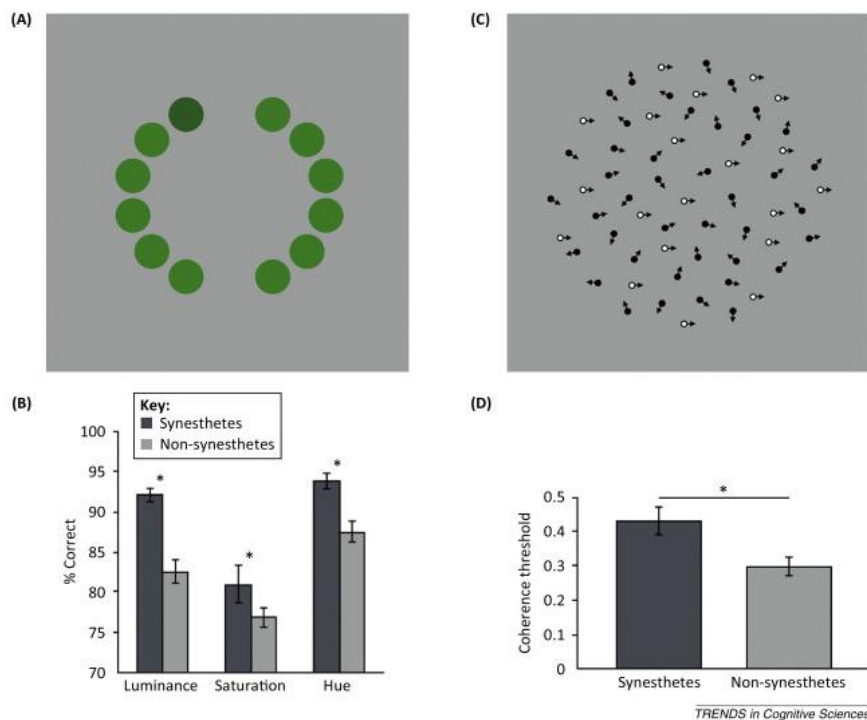 (A)
(C)
(B)
Key:
Synesthetes
Non-synesthetes
100
95
90
85
80
75
70
% Correct
*
*
*
Luminance
Saturation
Hue
(D)
0.5
0.4
0.3
0.2
0.1
0
Coherence threshold
*
Synesthetes
Non-synesthetes
TRENDS in Cognitive Sciences